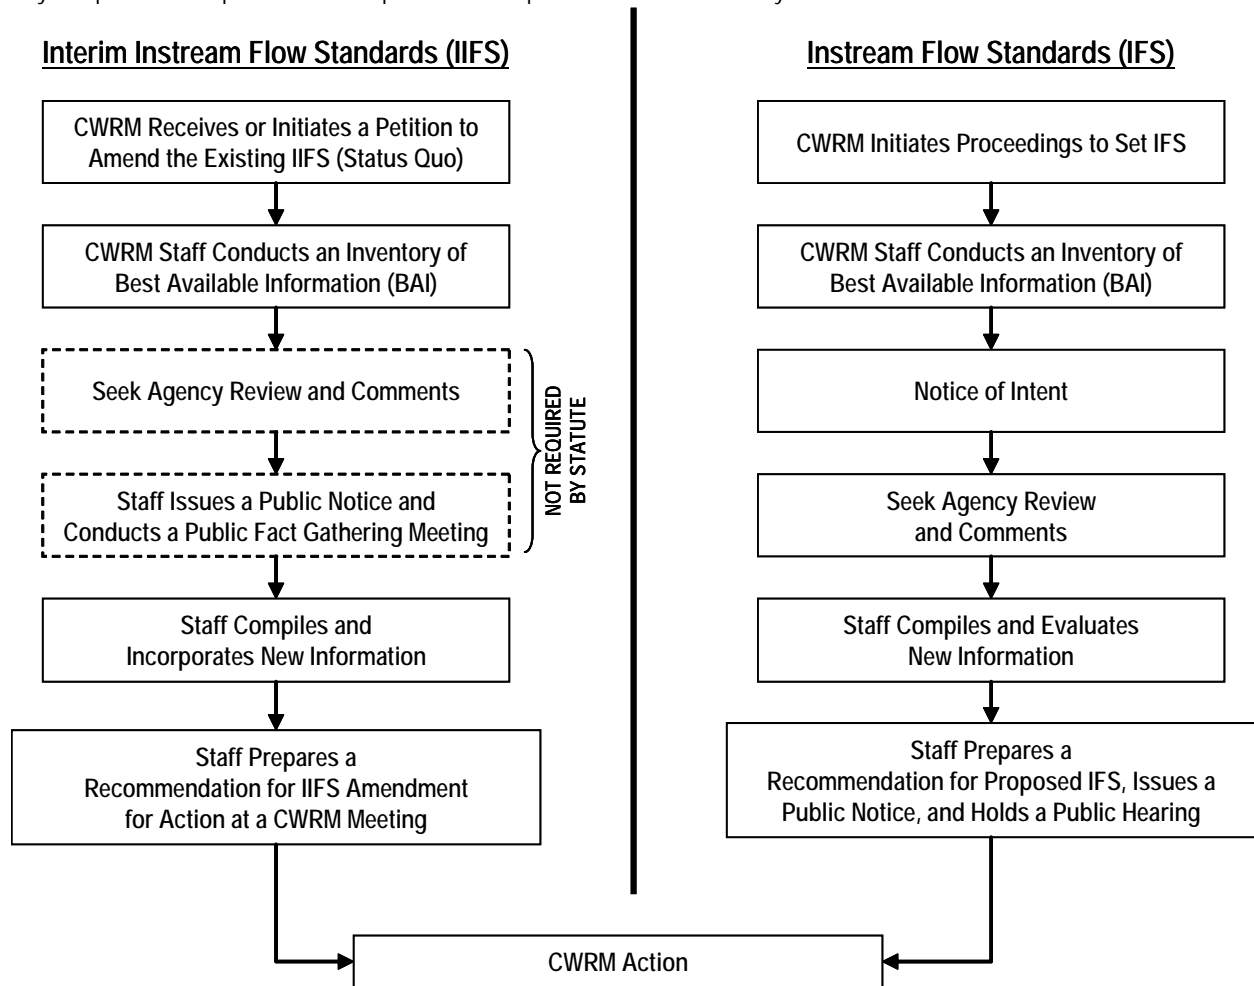 Interim Instream Flow Standards (IIFS)
CWRM Receives or Initiates a Petition to
Amend the Existing IIFS (Status Quo)
CWRM Staff Conducts an Inventory of
Best Available Information (BAI)
Seek Agency Review and Comments
Staff Issues a Public Notice and
Conducts a Public Fact Gathering Meeting
NOT REQUIRED
BY STATUTE
Staff Compiles and
Incorporates New Information
Staff Prepares a
Recommendation for IIFS Amendment
for Action at a CWRM Meeting
Instream Flow Standards (IFS)
CWRM Initiates Proceedings to Set IFS
CWRM Staff Conducts an Inventory of
Best Available Information (BAI)
Notice of Intent
Seek Agency Review
and Comments
Staff Compiles and Evaluates
New Information
Staff Prepares a
Recommendation for Proposed IFS, Issues a
Public Notice, and Holds a Public Hearing
CWRM Action